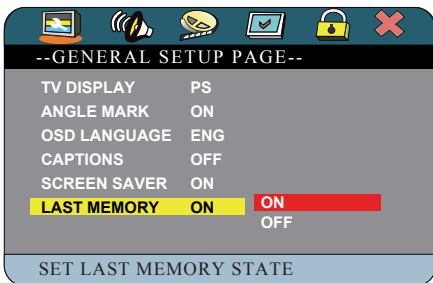 --GENERAL SETUP PAGE--
TV DISPLAY PS
ANGLE MARK ON
OSD LANGUAGE ENG
CAPTIONS OFF
SCREEN SAVER ON
LAST MEMORY ON ON
OFF
SET LAST MEMORY STATE